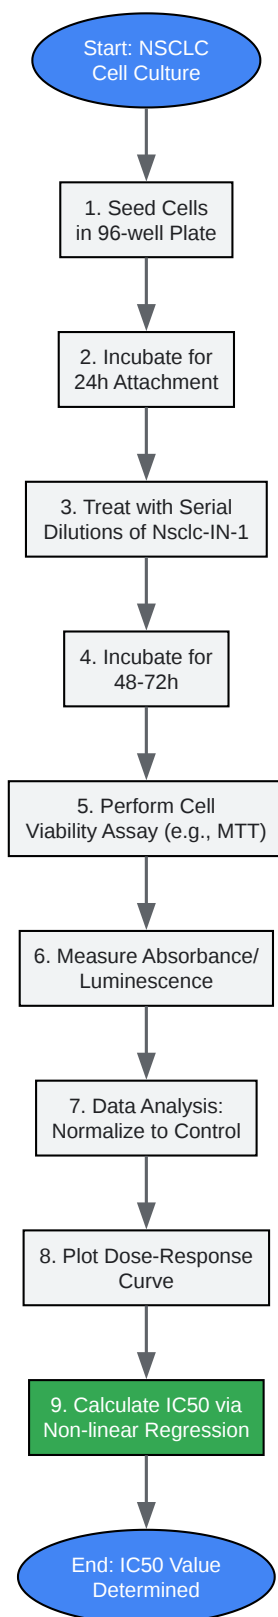 Start: NSCLC
Cell Culture
1. Seed Cells
in 96-well Plate
2. Incubate for
24h Attachment
3. Treat with Serial
Dilutions of Nsclc-IN-1
4. Incubate for
48-72h
5. Perform Cell
Viability Assay (e.g., MTT)
6. Measure Absorbance/
Luminescence
7. Data Analysis:
Normalize to Control
8. Plot Dose-Response
Curve
9. Calculate IC50 via
Non-linear Regression
End: IC50 Value
Determined